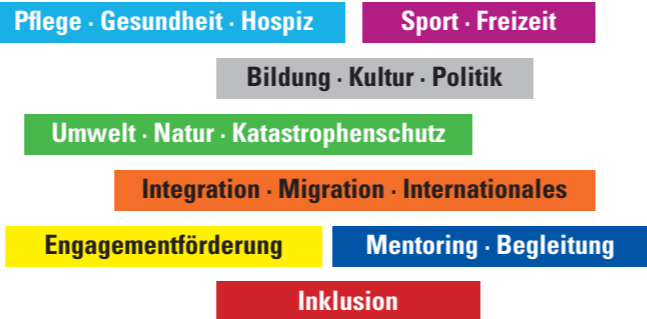 Pflege · Gesundheit · Hospiz
Sport · Freizeit
Bildung · Kultur · Politik
Umwelt · Natur · Katastrophenschutz
Integration · Migration · Internationales
Engagementförderung
Mentoring · Begleitung
Inklusion